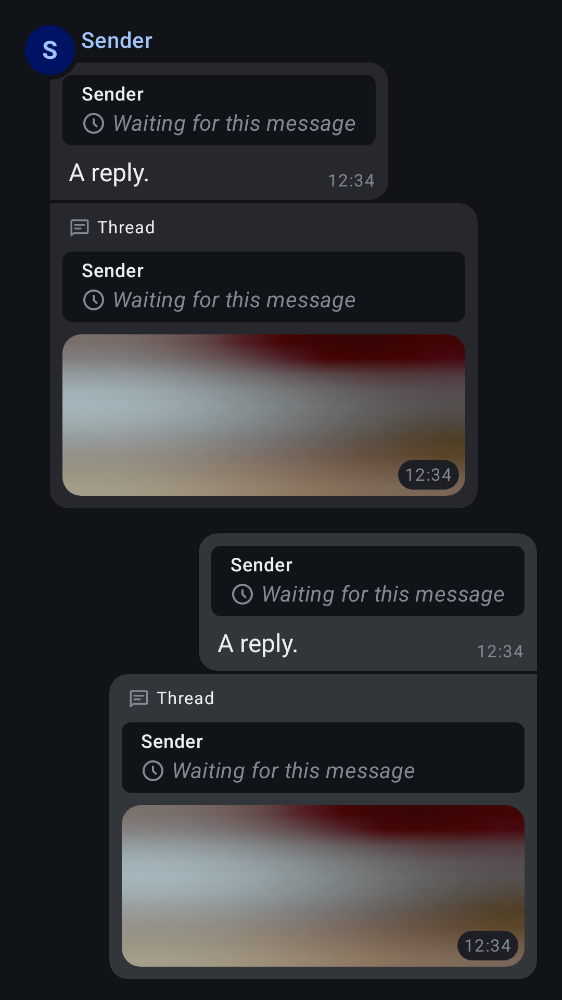 S Sender
Sender
Waiting for this message
A reply. 12:34
Thread
Sender
Waiting for this message
12:34
Sender
Waiting for this message
A reply. 12:34
Thread
Sender
Waiting for this message
12:34